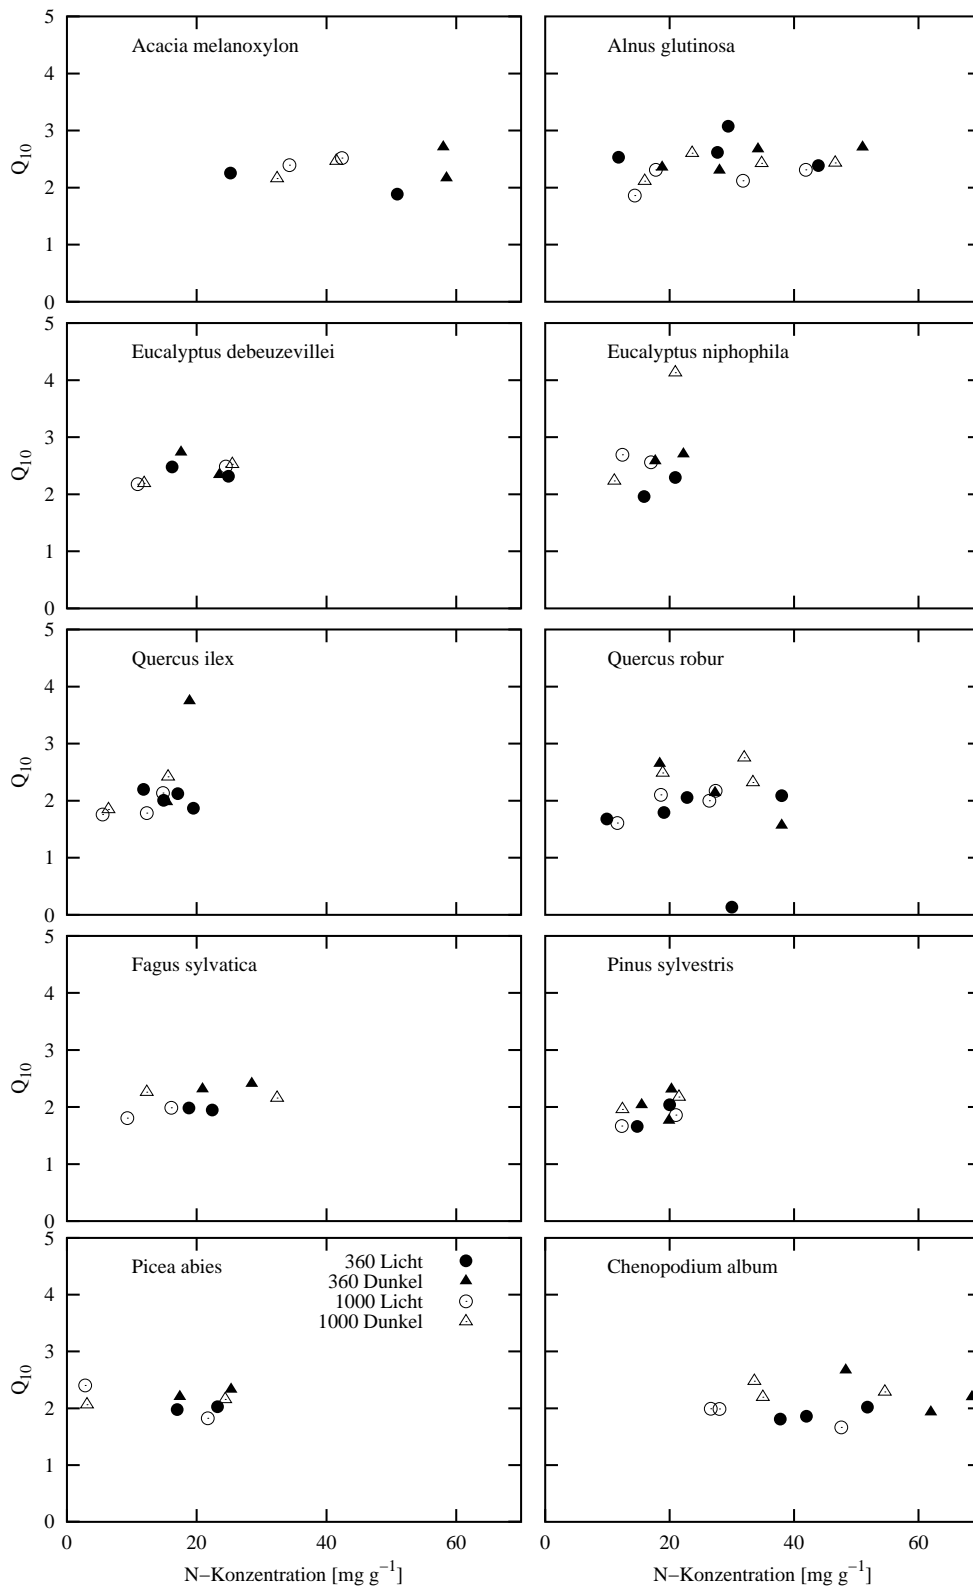 5
4
3
2
1
0
Q10
Acacia melanoxylon
Alnus glutinosa
5
4
3
2
1
0
Q10
Eucalyptus debeuzevillei
Eucalyptus niphophila
5
4
3
2
1
0
Q10
Quercus ilex
Quercus robur
5
4
3
2
1
0
Q10
Fagus sylvatica
Pinus sylvestris
5
4
3
2
1
0
Q10
Picea abies
360 Licht
360 Dunkel
1000 Licht
1000 Dunkel
Chenopodium album
0 20 40 60
0 20 40 60
N−Konzentration [mg g−1]
N−Konzentration [mg g−1]